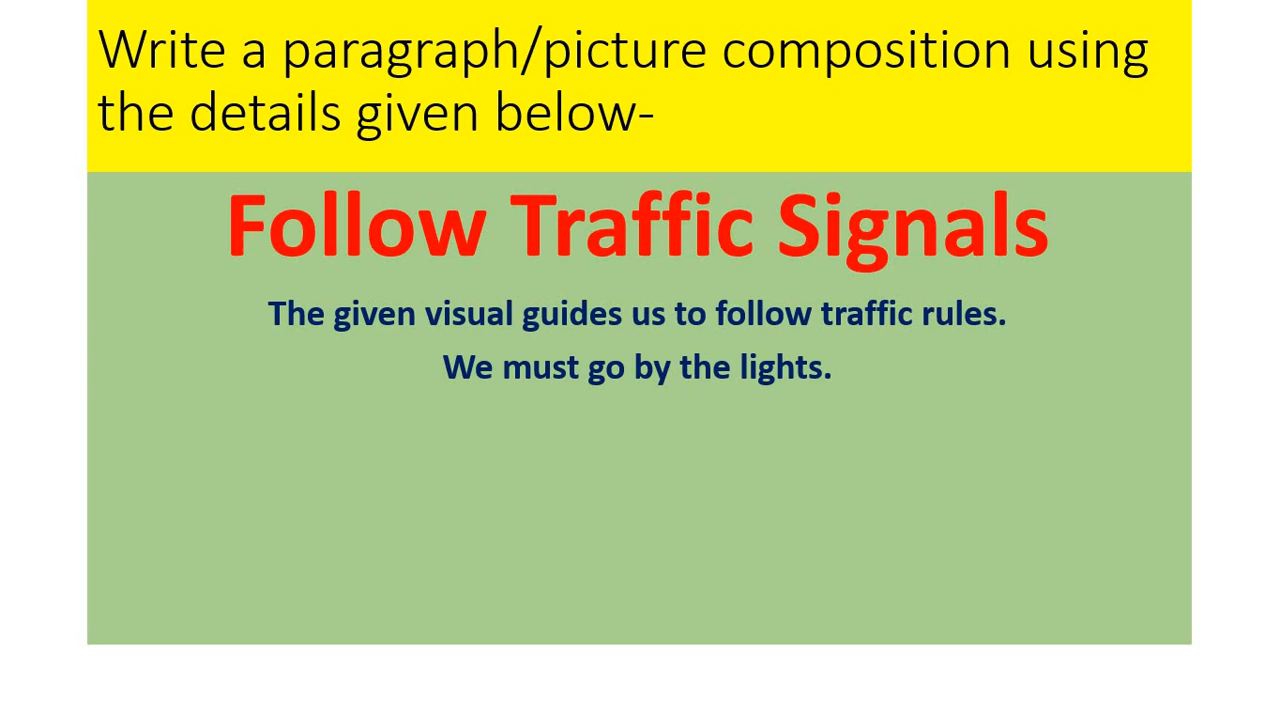 Write a paragraph/picture composition using
the details given below-
Follow Traffic Signals
The given visual guides us to follow traffic rules.
We must go by the lights.